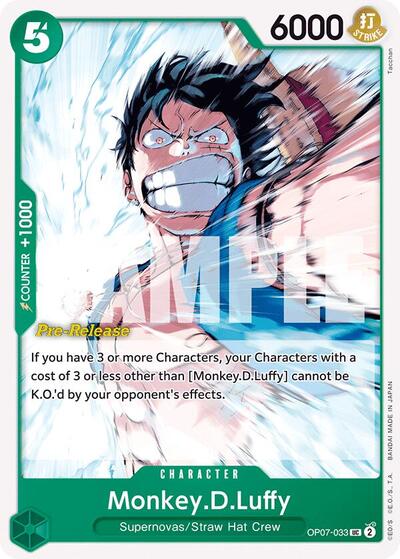 5
6000
打
STRIKE
Tacchan
COUNTER +1000
SAMPLE
Pre-Release
If you have 3 or more Characters, your Characters with a
cost of 3 or less other than [Monkey.D.Luffy] cannot be
K.O.'d by your opponent's effects.
CHARACTER
Monkey.D.Luffy
Supernovas/Straw Hat Crew
OP07-033 UC 2
©E.O./S ©E.O.S., T.A. BANDAI MADE IN JAPAN